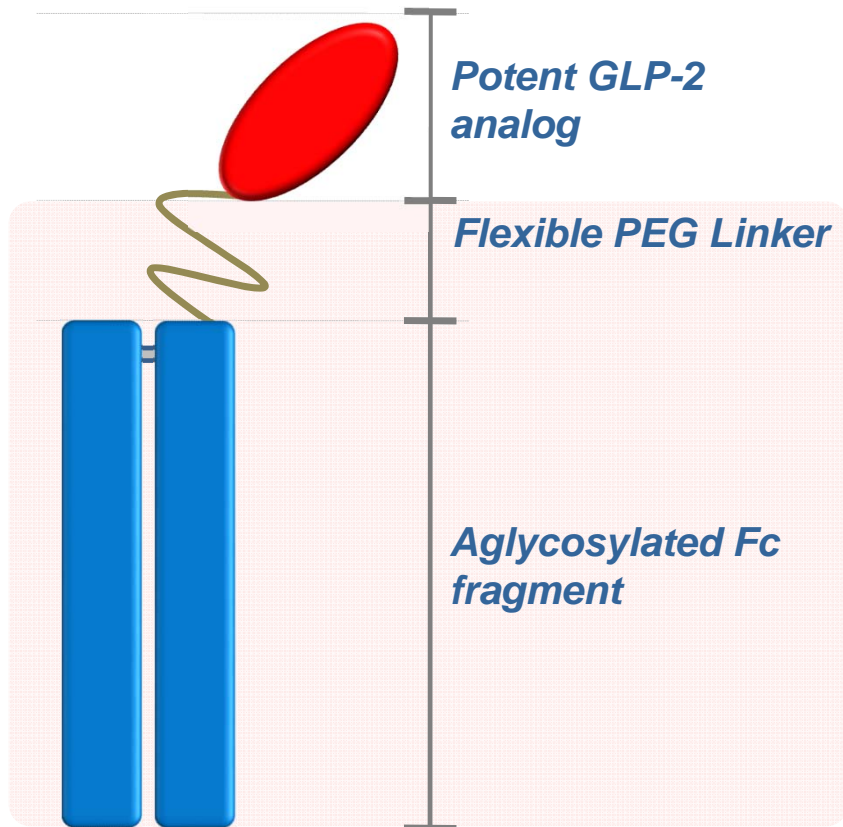 Potent GLP-2
analog
Flexible PEG Linker
Aglycosylated Fc
fragment